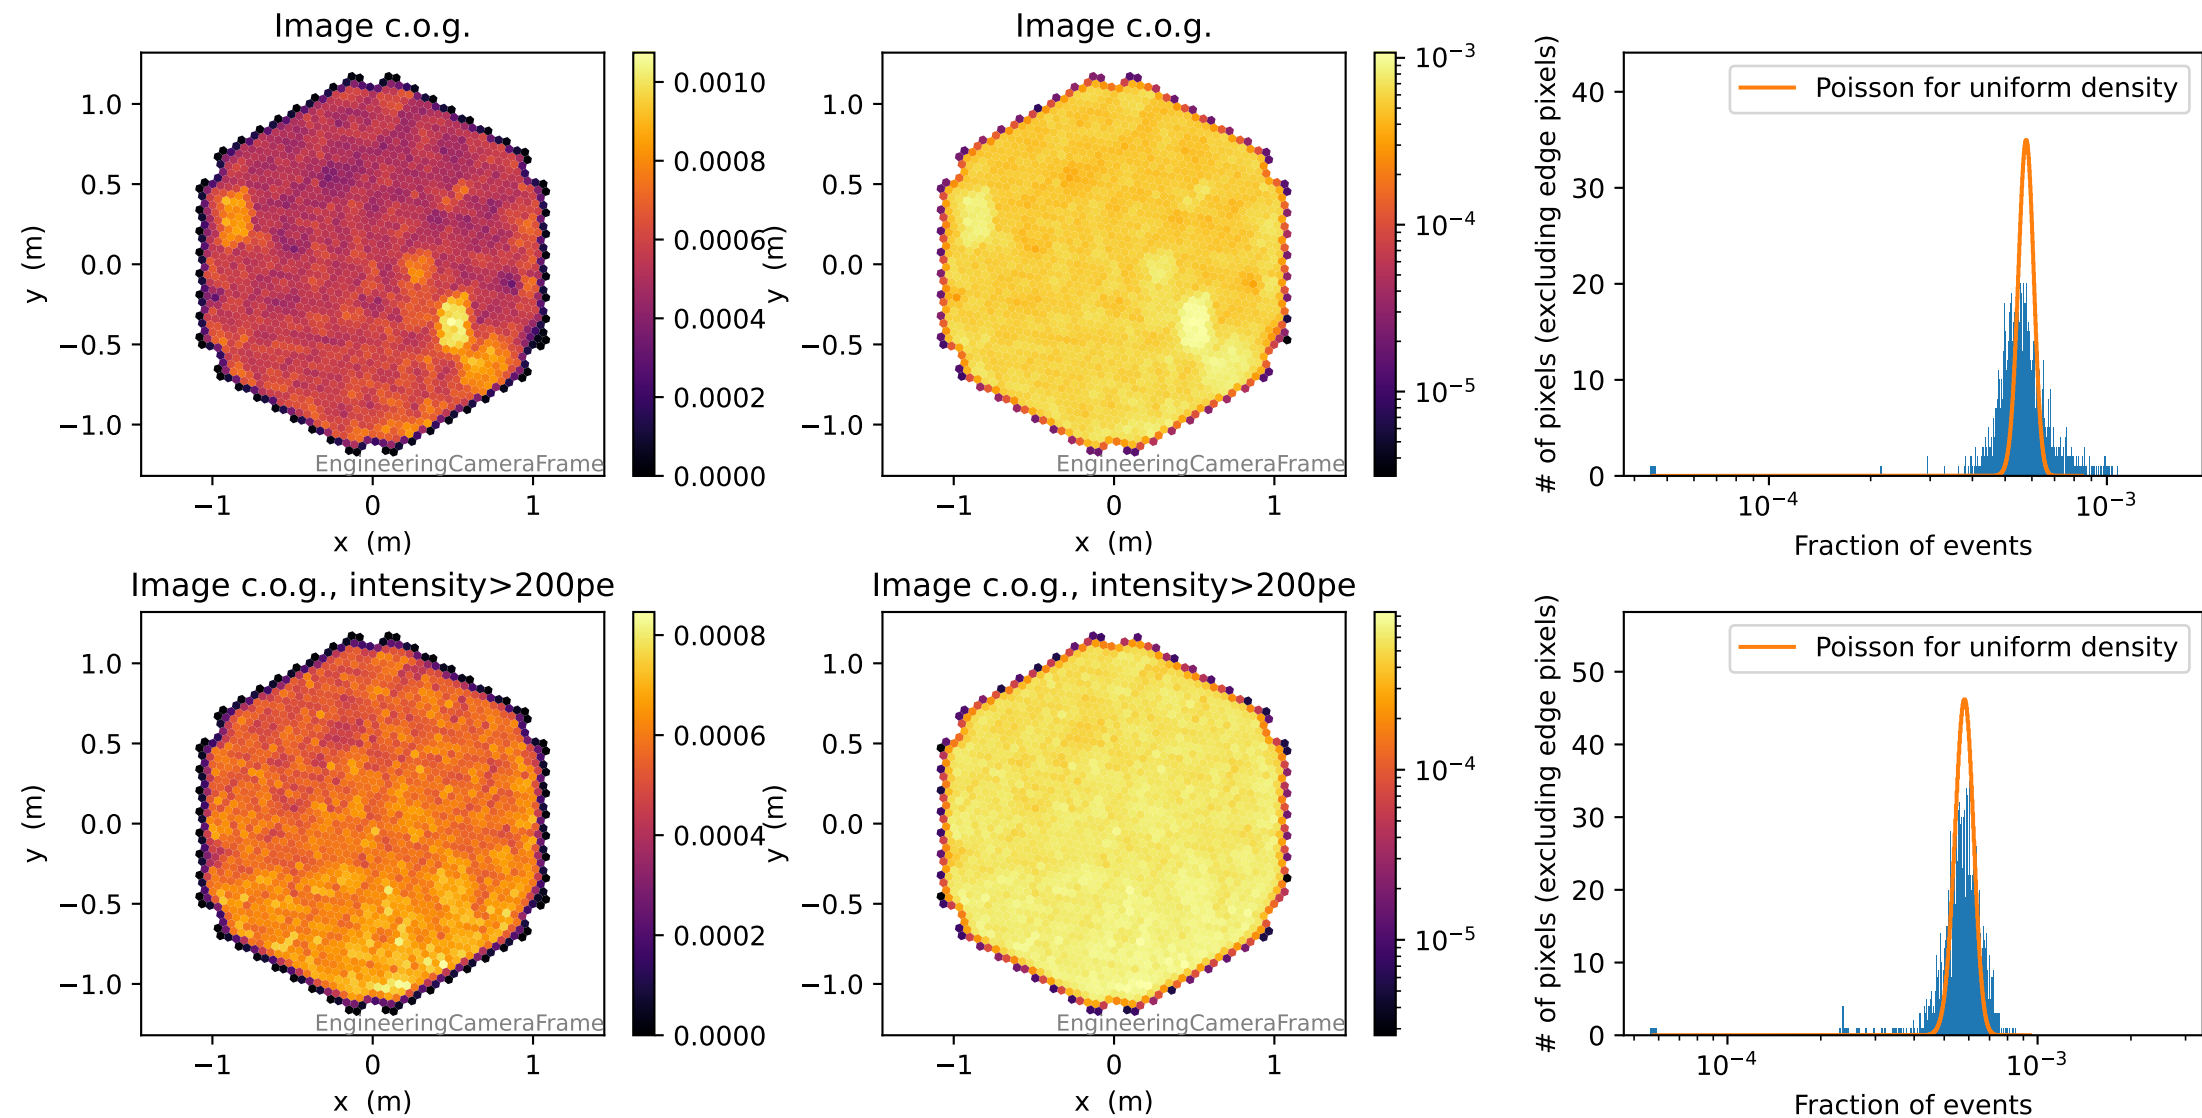 Image c.o.g.
1.0
0.5
0.0
−0.5
−1.0
y (m)
−1
0
1
x (m)
EngineeringCameraFrame
0.0010
0.0008
0.0006
0.0004
0.0002
0.0000
Image c.o.g.
1.0
0.5
0.0
−0.5
−1.0
y (m)
−1
0
1
x (m)
EngineeringCameraFrame
10⁻³
10⁻⁴
10⁻⁵
Poisson for uniform density
40
30
20
10
0
# of pixels (excluding edge pixels)
10⁻⁴
10⁻³
Fraction of events
Image c.o.g., intensity>200pe
1.0
0.5
0.0
−0.5
−1.0
y (m)
−1
0
1
x (m)
EngineeringCameraFrame
0.0008
0.0006
0.0004
0.0002
0.0000
Image c.o.g., intensity>200pe
1.0
0.5
0.0
−0.5
−1.0
y (m)
−1
0
1
x (m)
EngineeringCameraFrame
10⁻⁴
10⁻⁵
Poisson for uniform density
50
40
30
20
10
0
# of pixels (excluding edge pixels)
10⁻⁴
10⁻³
Fraction of events